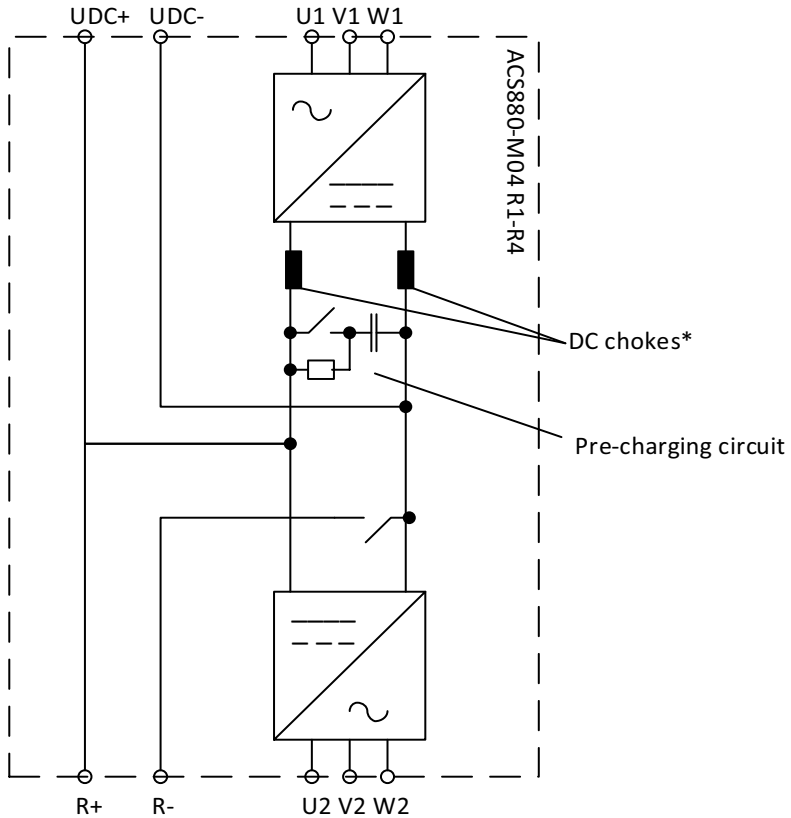 UDC+ UDC- U1 V1 W1
ACS880-M04 R1-R4
DC chokes*
Pre-charging circuit
R+ R- U2 V2 W2